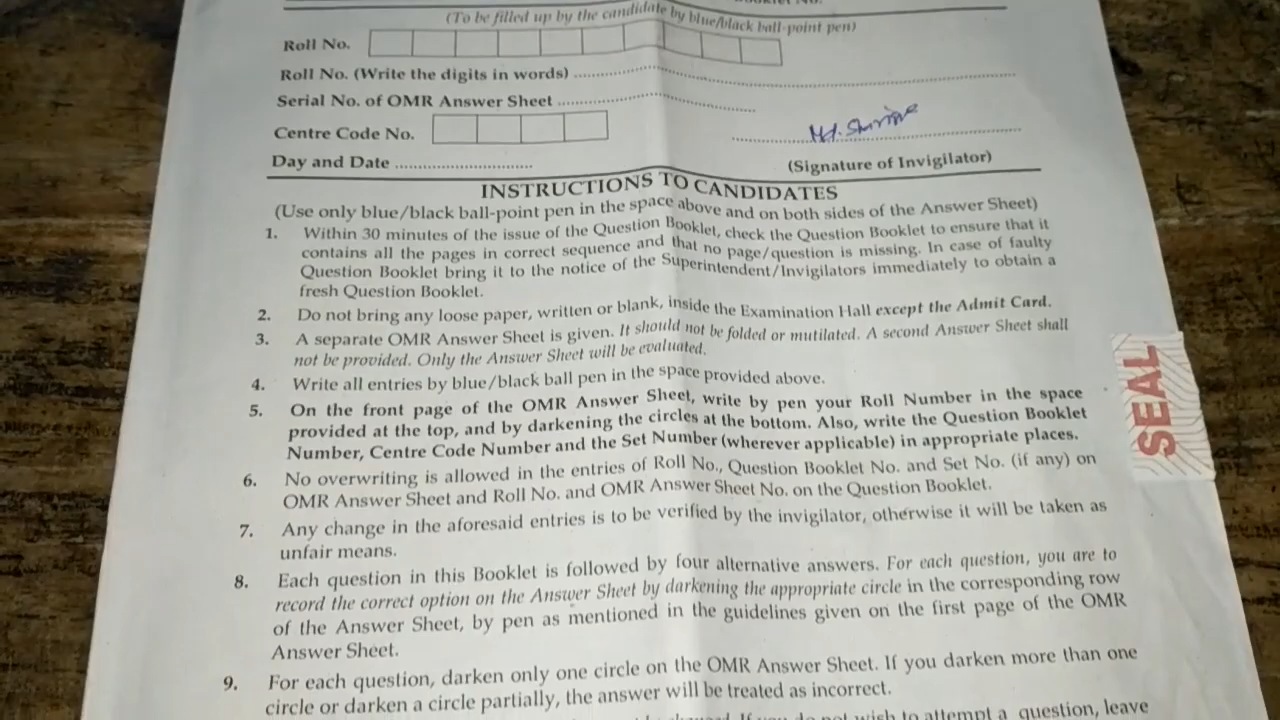 (To be filled up by the candidate by blue/black ball-point pen)
Roll No.
Roll No. (Write the digits in words)
Serial No. of OMR Answer Sheet
Centre Code No.
Day and Date
(Signature of Invigilator)
INSTRUCTIONS TO CANDIDATES
(Use only blue/black ball-point pen in the space above and on both sides of the Answer Sheet)
1. Within 30 minutes of the issue of the Question Booklet, check the Question Booklet to ensure that it
contains all the pages in correct sequence and that no page/question is missing. In case of faulty
Question Booklet bring it to the notice of the Superintendent/Invigilators immediately to obtain a
fresh Question Booklet.
2. Do not bring any loose paper, written or blank, inside the Examination Hall except the Admit Card.
3. A separate OMR Answer Sheet is given. It should not be folded or mutilated. A second Answer Sheet shall
not be provided. Only the Answer Sheet will be evaluated.
4. Write all entries by blue/black ball pen in the space provided above.
5. On the front page of the OMR Answer Sheet, write by pen your Roll Number in the space
provided at the top, and by darkening the circles at the bottom. Also, write the Question Booklet
Number, Centre Code Number and the Set Number (wherever applicable) in appropriate places.
6. No overwriting is allowed in the entries of Roll No., Question Booklet No. and Set No. (if any) on
OMR Answer Sheet and Roll No. and OMR Answer Sheet No. on the Question Booklet.
7. Any change in the aforesaid entries is to be verified by the invigilator, otherwise it will be taken as
unfair means.
8. Each question in this Booklet is followed by four alternative answers. For each question, you are to
record the correct option on the Answer Sheet by darkening the appropriate circle in the corresponding row
of the Answer Sheet, by pen as mentioned in the guidelines given on the first page of the OMR
Answer Sheet.
9. For each question, darken only one circle on the OMR Answer Sheet. If you darken more than one
circle or darken a circle partially, the answer will be treated as incorrect.
If you do not wish to attempt a question, leave
SEAL